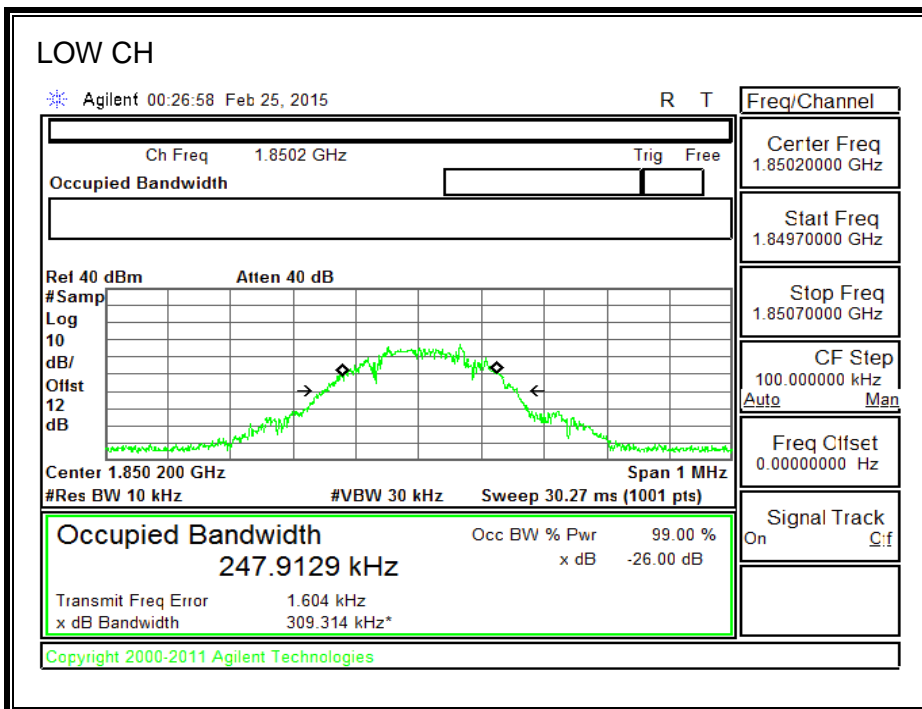 LOW CH
Agilent 00:26:58 Feb 25, 2015 R T
Freq/Channel
Ch Freq 1.8502 GHz Trig Free
Occupied Bandwidth
Center Freq
1.85020000 GHz
Start Freq
1.84970000 GHz
Stop Freq
1.85070000 GHz
CF Step
100.000000 kHz
Auto Man
Freq Offset
0.00000000 Hz
Signal Track
On Off
Ref 40 dBm Atten 40 dB
#Samp
Log
10
dB/
Offst
12
dB
Center 1.850 200 GHz Span 1 MHz
#Res BW 10 kHz #VBW 30 kHz Sweep 30.27 ms (1001 pts)
Occupied Bandwidth Occ BW % Pwr 99.00 %
247.9129 kHz x dB -26.00 dB
Transmit Freq Error 1.604 kHz
x dB Bandwidth 309.314 kHz*
Copyright 2000-2011 Agilent Technologies